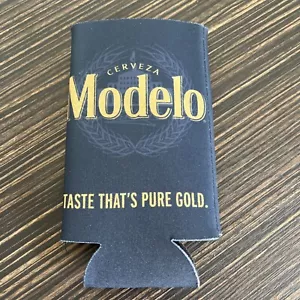 CERVEZA
Modelo
TASTE THAT'S PURE GOLD.